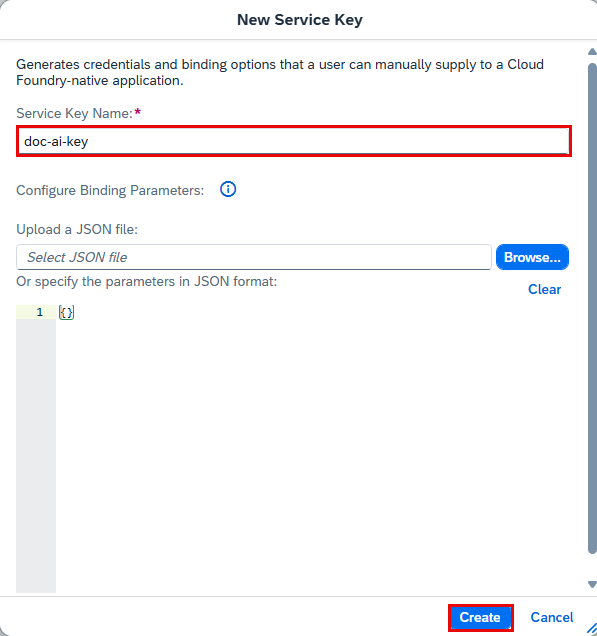 New Service Key
Generates credentials and binding options that a user can manually supply to a Cloud
Foundry-native application.
Service Key Name:*
doc-ai-key
Configure Binding Parameters:
Upload a JSON file:
Select JSON file
Browse...
Or specify the parameters in JSON format:
Clear
1 {}
Create Cancel